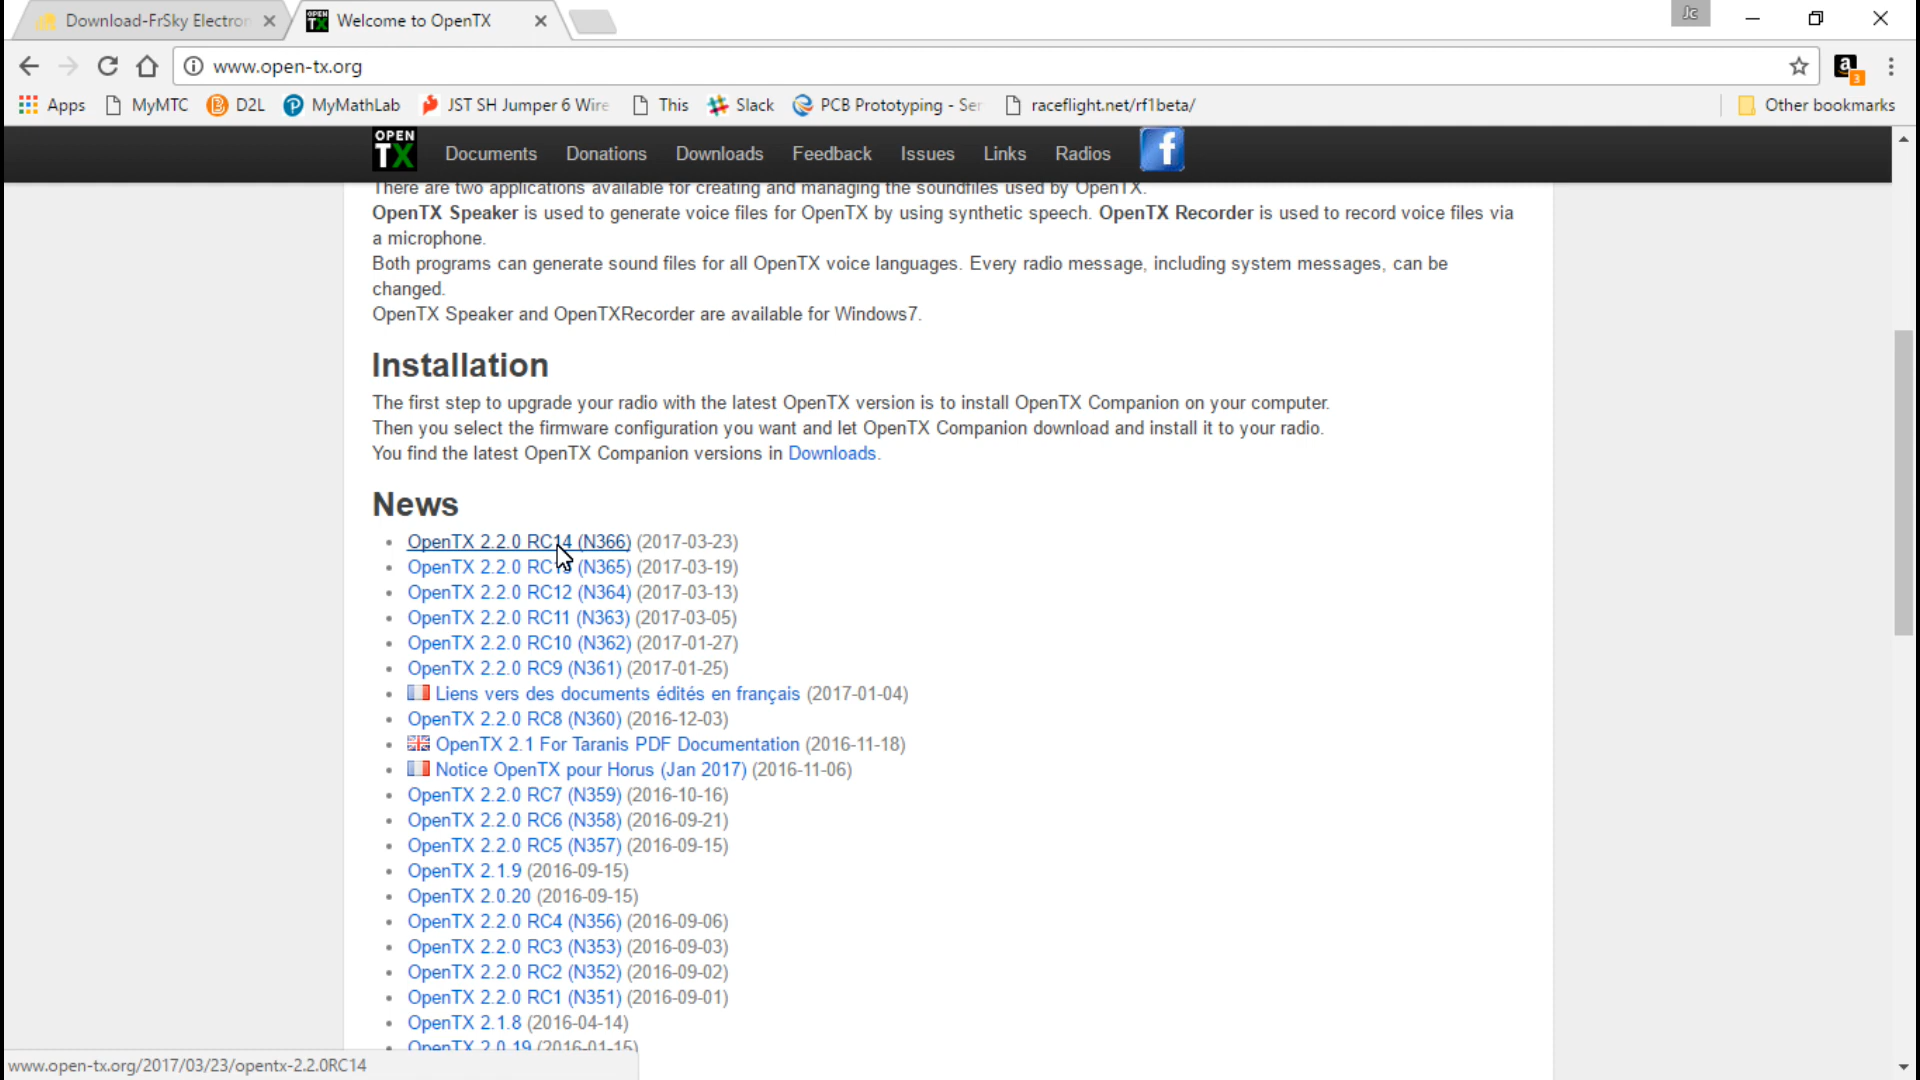 Download-FrSky Electron
Welcome to OpenTX
Jc
www.open-tx.org
a
3
Apps
MyMTC
D2L
MyMathLab
JST SH Jumper 6 Wire
This
Slack
PCB Prototyping - Ser
raceflight.net/rf1beta/
Other bookmarks
OPEN
TX
Documents
Donations
Downloads
Feedback
Issues
Links
Radios
There are two applications available for creating and managing the soundfiles used by OpenTX.
OpenTX Speaker is used to generate voice files for OpenTX by using synthetic speech. OpenTX Recorder is used to record voice files via
a microphone.
Both programs can generate sound files for all OpenTX voice languages. Every radio message, including system messages, can be
changed.
OpenTX Speaker and OpenTXRecorder are available for Windows7.
Installation
The first step to upgrade your radio with the latest OpenTX version is to install OpenTX Companion on your computer.
Then you select the firmware configuration you want and let OpenTX Companion download and install it to your radio.
You find the latest OpenTX Companion versions in Downloads.
News
OpenTX 2.2.0 RC14 (N366) (2017-03-23)
OpenTX 2.2.0 RC13 (N365) (2017-03-19)
OpenTX 2.2.0 RC12 (N364) (2017-03-13)
OpenTX 2.2.0 RC11 (N363) (2017-03-05)
OpenTX 2.2.0 RC10 (N362) (2017-01-27)
OpenTX 2.2.0 RC9 (N361) (2017-01-25)
Liens vers des documents édités en français (2017-01-04)
OpenTX 2.2.0 RC8 (N360) (2016-12-03)
OpenTX 2.1 For Taranis PDF Documentation (2016-11-18)
Notice OpenTX pour Horus (Jan 2017) (2016-11-06)
OpenTX 2.2.0 RC7 (N359) (2016-10-16)
OpenTX 2.2.0 RC6 (N358) (2016-09-21)
OpenTX 2.2.0 RC5 (N357) (2016-09-15)
OpenTX 2.1.9 (2016-09-15)
OpenTX 2.0.20 (2016-09-15)
OpenTX 2.2.0 RC4 (N356) (2016-09-06)
OpenTX 2.2.0 RC3 (N353) (2016-09-03)
OpenTX 2.2.0 RC2 (N352) (2016-09-02)
OpenTX 2.2.0 RC1 (N351) (2016-09-01)
OpenTX 2.1.8 (2016-04-14)
OpenTX 2.0.19 (2016-01-15)
www.open-tx.org/2017/03/23/opentx-2.2.0RC14